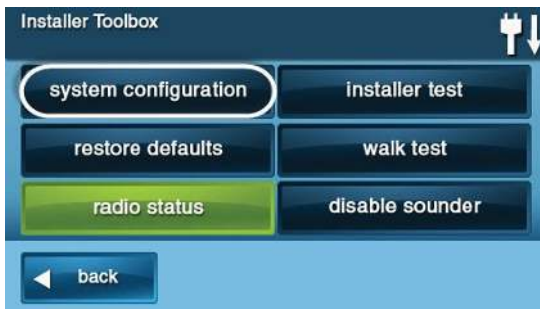 Installer Toolbox
system configuration
installer test
restore defaults
walk test
radio status
disable sounder
back